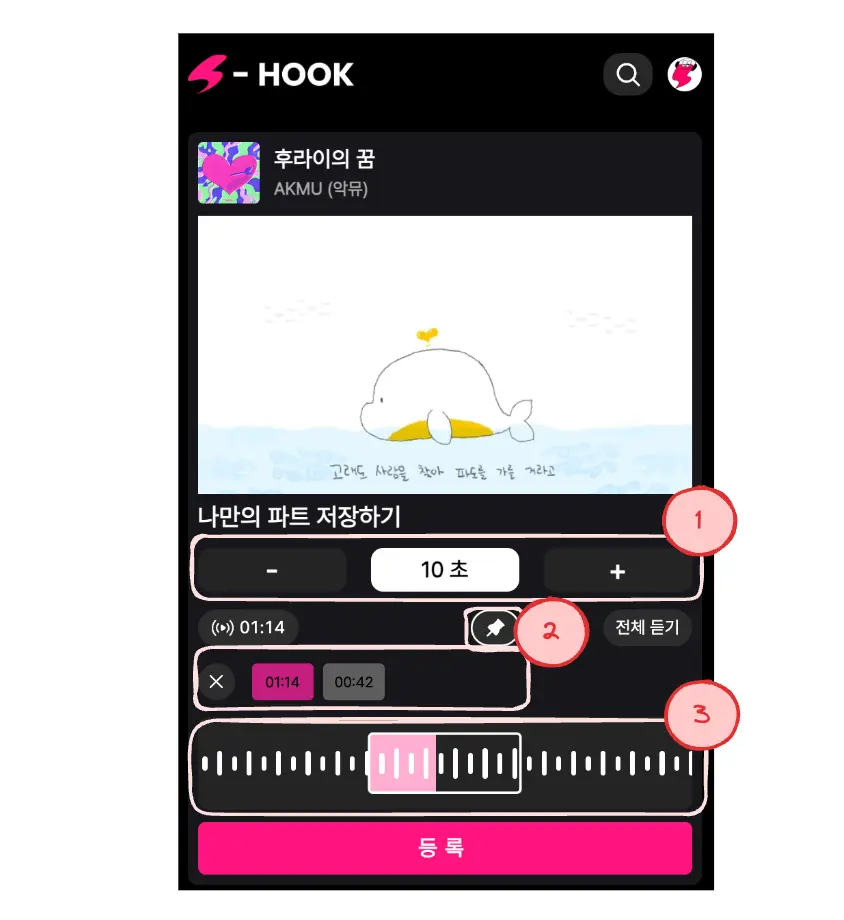 - HOOK
후라이의 꿈
AKMU (악뮤)
고래도 사랑을 찾아 파도를 가를 거라고
나만의 파트 저장하기
1
- 10 초 +
01:14 2 전체 듣기
01:14 00:42
3
등 록